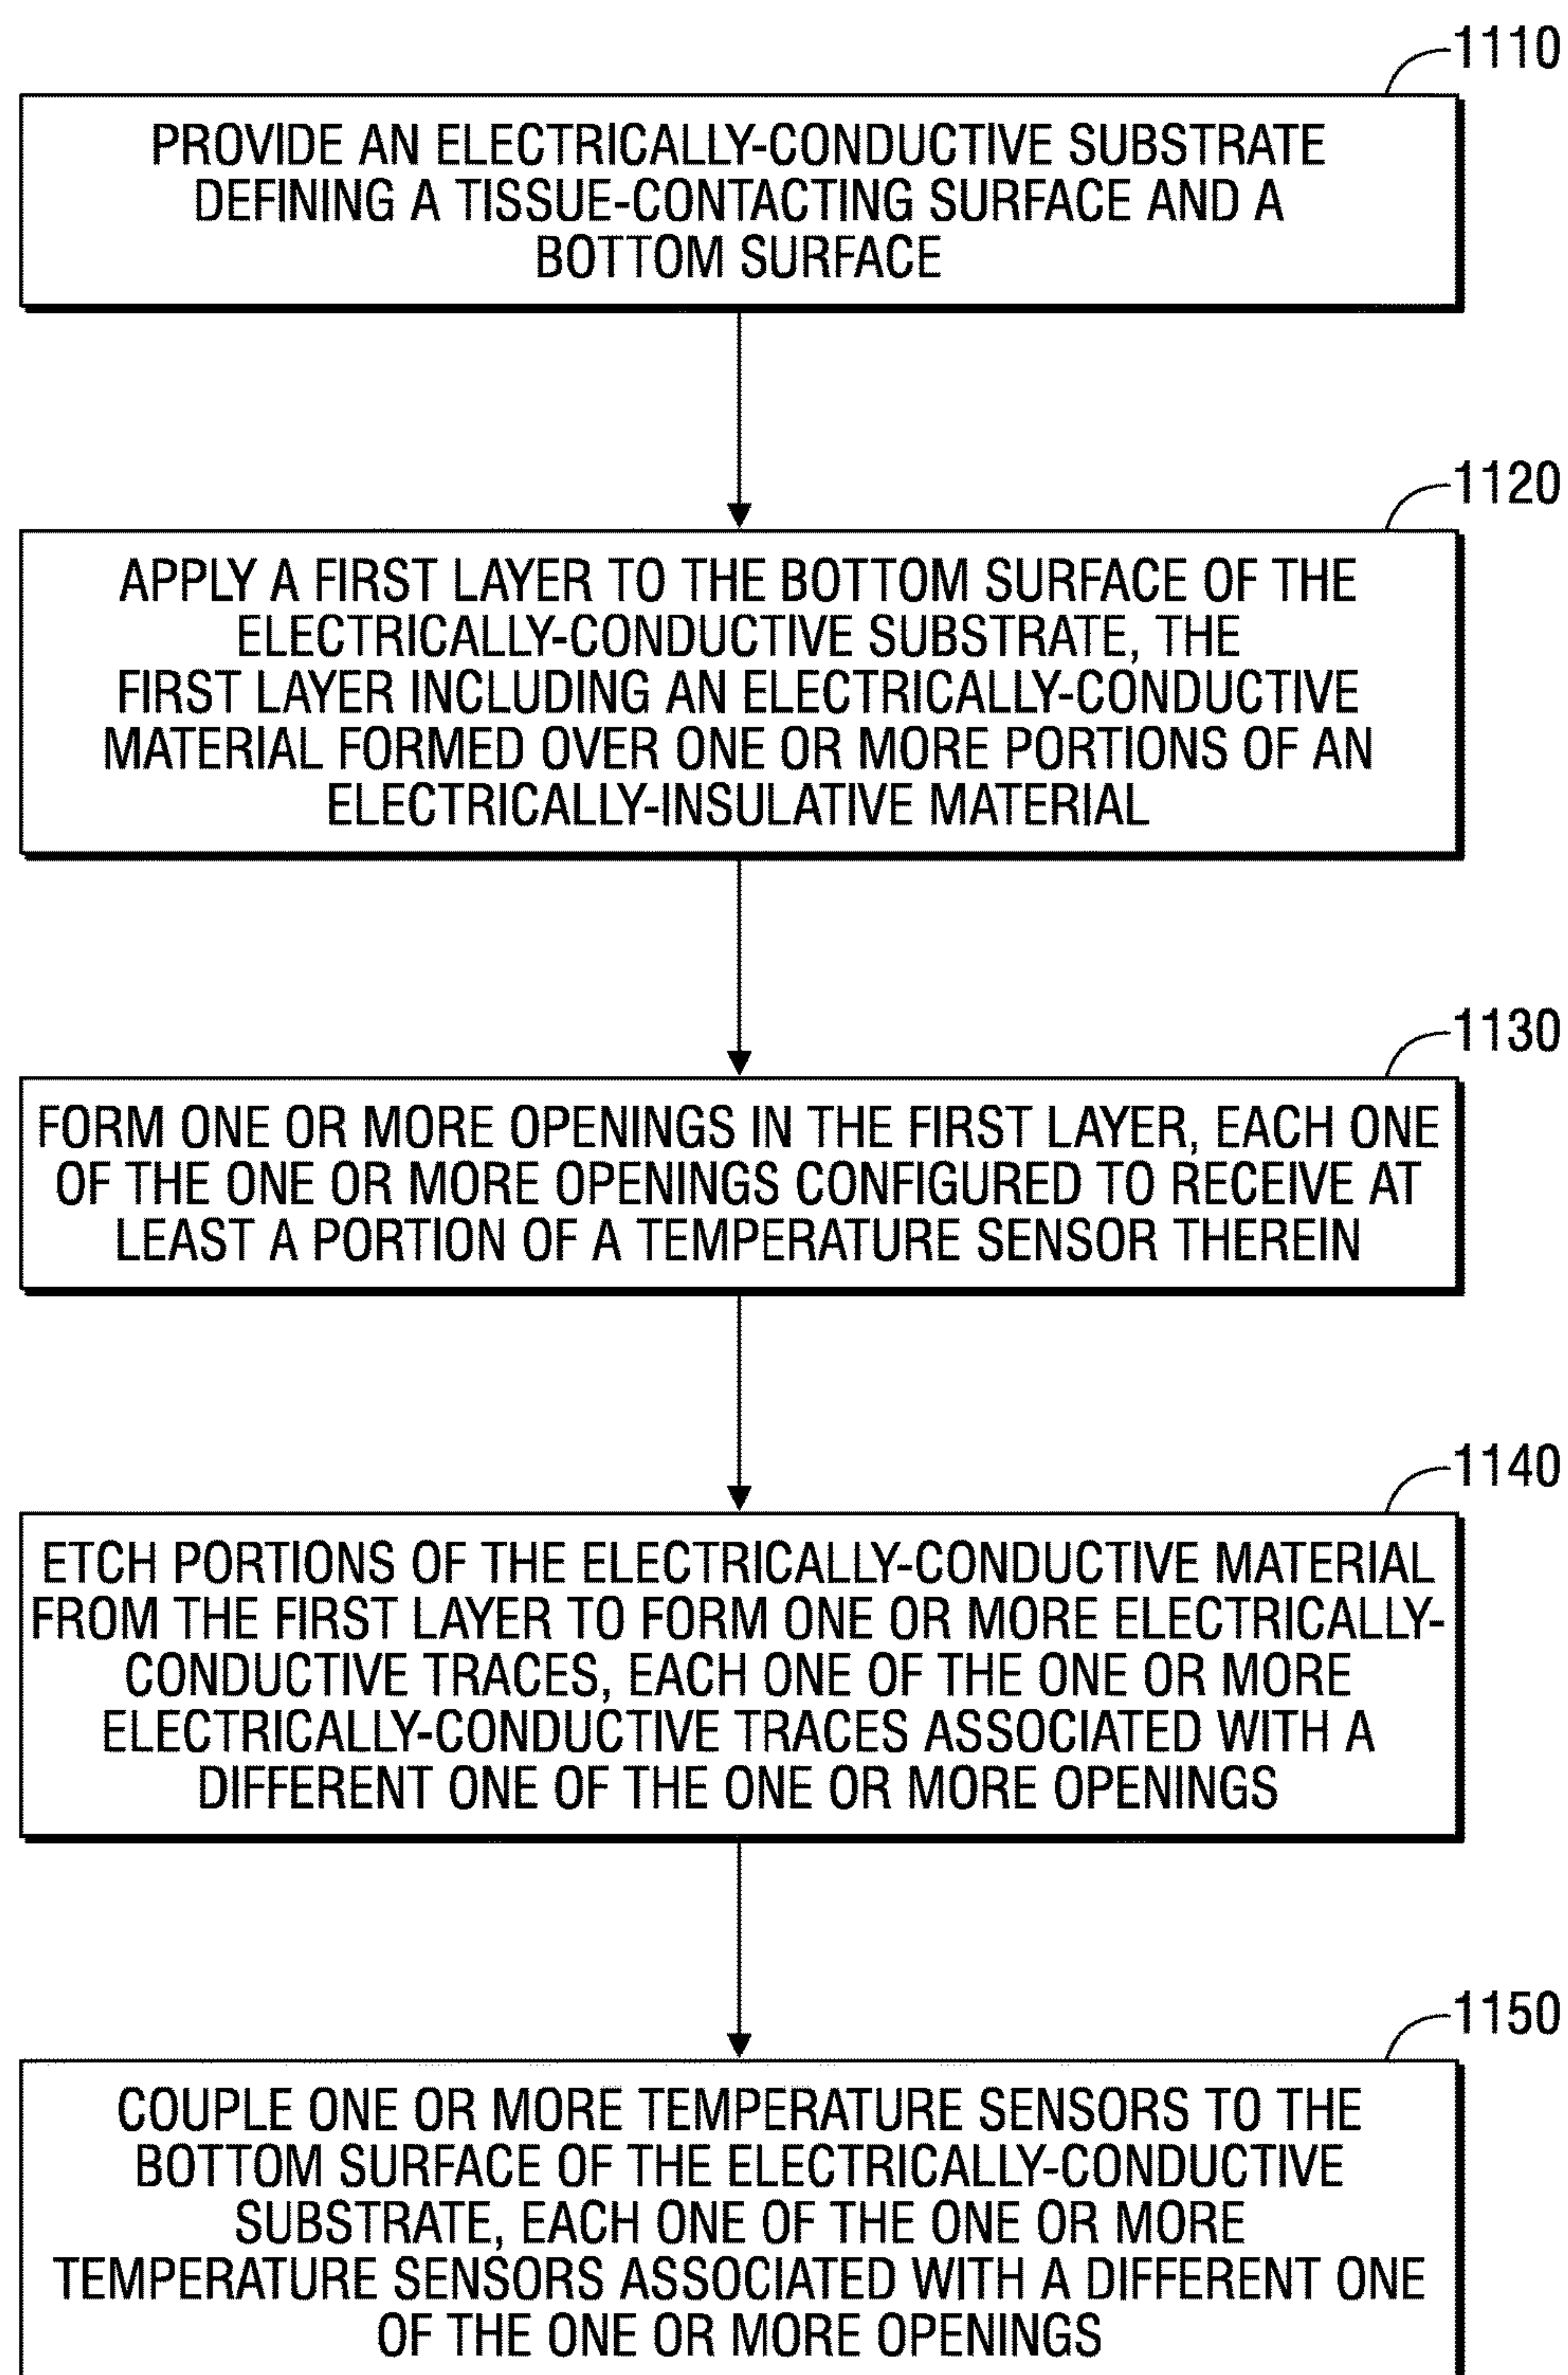 1110
PROVIDE AN ELECTRICALLY-CONDUCTIVE SUBSTRATE
DEFINING A TISSUE-CONTACTING SURFACE AND A
BOTTOM SURFACE
1120
APPLY A FIRST LAYER TO THE BOTTOM SURFACE OF THE
ELECTRICALLY-CONDUCTIVE SUBSTRATE, THE
FIRST LAYER INCLUDING AN ELECTRICALLY-CONDUCTIVE
MATERIAL FORMED OVER ONE OR MORE PORTIONS OF AN
ELECTRICALLY-INSULATIVE MATERIAL
1130
FORM ONE OR MORE OPENINGS IN THE FIRST LAYER, EACH ONE
OF THE ONE OR MORE OPENINGS CONFIGURED TO RECEIVE AT
LEAST A PORTION OF A TEMPERATURE SENSOR THEREIN
1140
ETCH PORTIONS OF THE ELECTRICALLY-CONDUCTIVE MATERIAL
FROM THE FIRST LAYER TO FORM ONE OR MORE ELECTRICALLY-
CONDUCTIVE TRACES, EACH ONE OF THE ONE OR MORE
ELECTRICALLY-CONDUCTIVE TRACES ASSOCIATED WITH A
DIFFERENT ONE OF THE ONE OR MORE OPENINGS
1150
COUPLE ONE OR MORE TEMPERATURE SENSORS TO THE
BOTTOM SURFACE OF THE ELECTRICALLY-CONDUCTIVE
SUBSTRATE, EACH ONE OF THE ONE OR MORE
TEMPERATURE SENSORS ASSOCIATED WITH A DIFFERENT ONE
OF THE ONE OR MORE OPENINGS